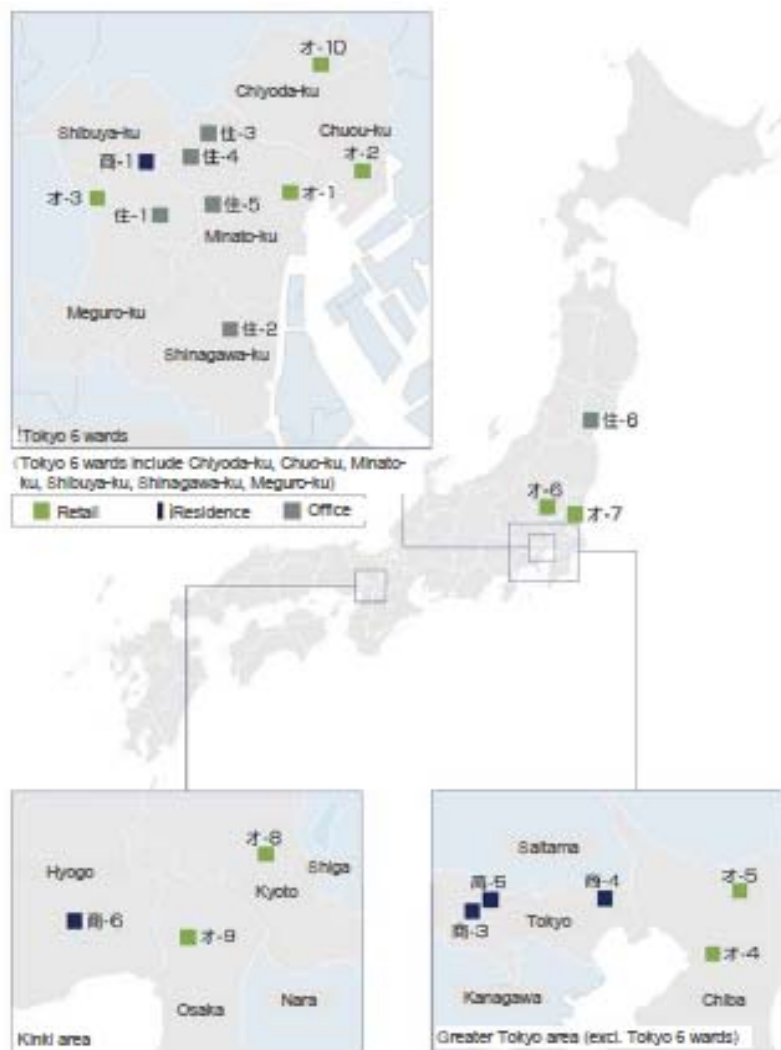 オ-10
Chiyoda-ku
Shibuya-ku
住-3
Chuou-ku
商-1
住-4
オ-2
オ-3
住-1
住-5
オ-1
Minato-ku
Meguro-ku
住-2
Shinagawa-ku
Tokyo 6 wards
(Tokyo 6 wards include Chiyoda-ku, Chuo-ku, Minato-
ku, Shibuya-ku, Shinagawa-ku, Meguro-ku)
Retail Residence Office
住-6
オ-6
オ-7
オ-8
Hyogo
Shiga
Kyoto
商-6
オ-9
Osaka
Nara
Kinki area
Saitama
商-5
商-4
オ-5
商-3
Tokyo
オ-4
Kanagawa
Chiba
Greater Tokyo area (excl. Tokyo 6 wards)